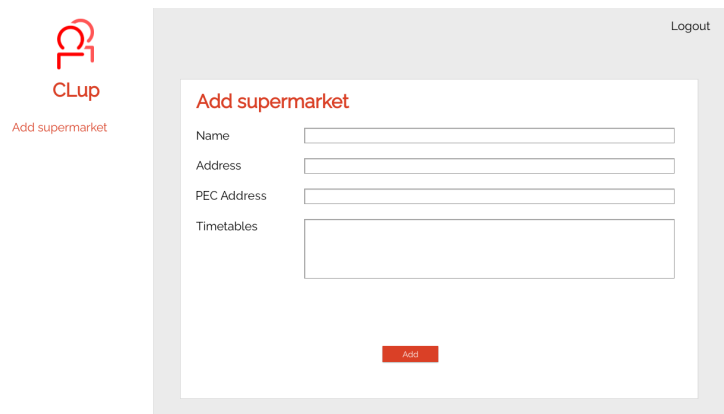 Logout
CLup
Add supermarket
Add supermarket
Name
Address
PEC Address
Timetables
Add